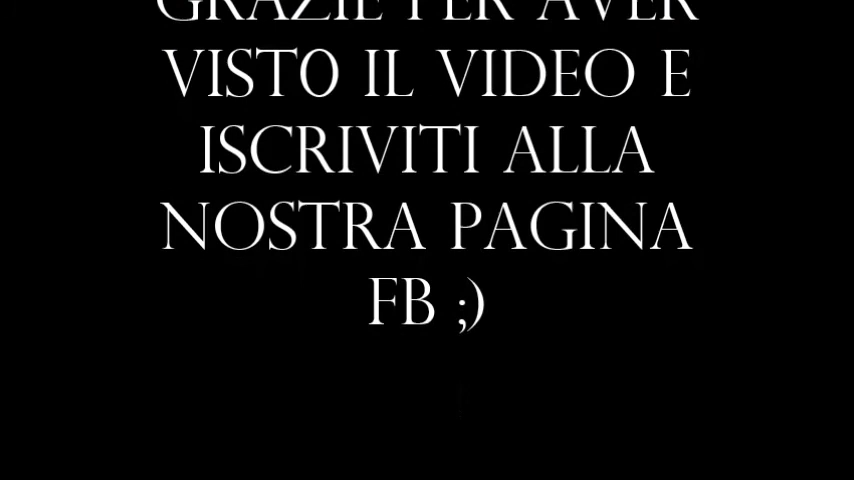 GRAZIE PER AVER
VISTO IL VIDEO E
ISCRIVITI ALLA
NOSTRA PAGINA
FB ;)